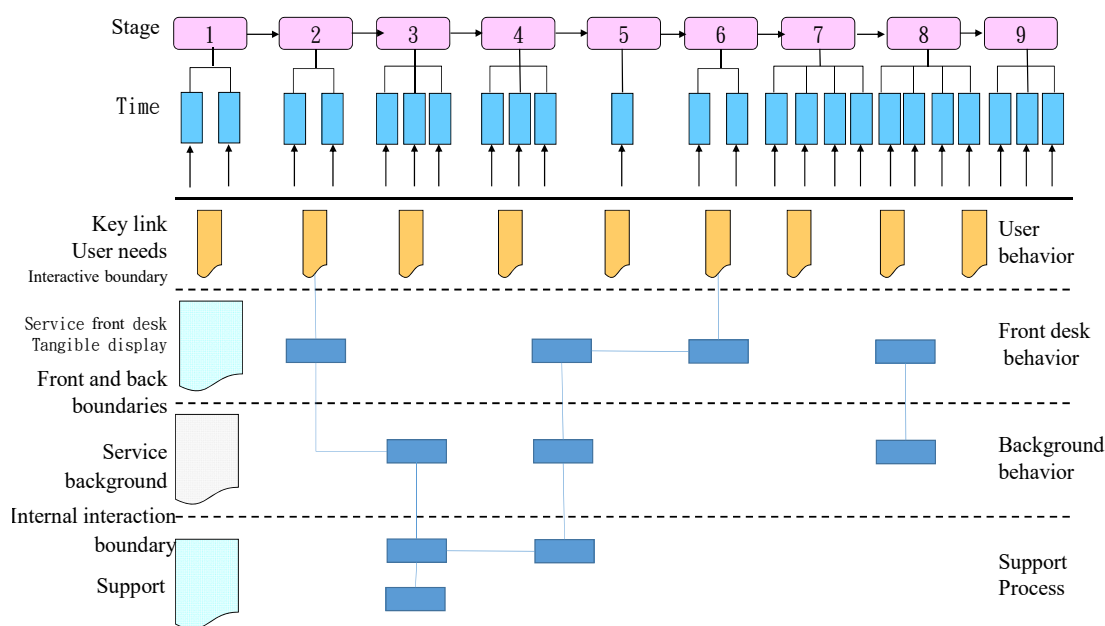 Stage
1 2 3 4 5 6 7 8 9
Time
Key link
User needs
Interactive boundary
User
behavior
Service front desk
Tangible display
Front desk
behavior
Front and back
boundaries
Service
background
Background
behavior
Internal interaction
boundary
Support
Support
Process